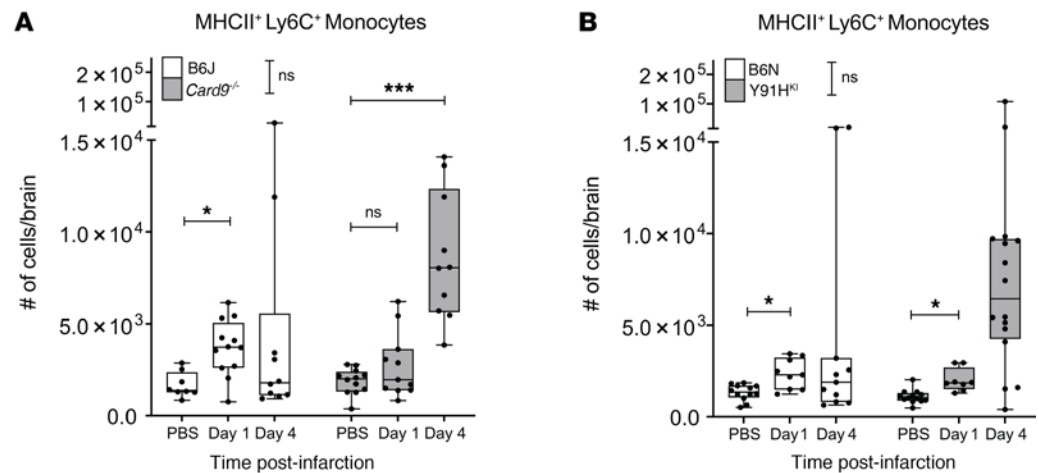 A
MHCII⁺ Ly6C⁺ Monocytes
2 × 10⁵
1 × 10⁵
1.5 × 10⁴
1.0 × 10⁴
5.0 × 10³
0.0
# of cells/brain
B6J
Card9⁻/⁻
ns
***
*
ns
PBS Day 1 Day 4 PBS Day 1 Day 4
Time post-infarction
B
MHCII⁺ Ly6C⁺ Monocytes
2 × 10⁵
1 × 10⁵
1.5 × 10⁴
1.0 × 10⁴
5.0 × 10³
0.0
# of cells/brain
B6N
Y91Hᴷᴵ
ns
*
*
PBS Day 1 Day 4 PBS Day 1 Day 4
Time post-infarction